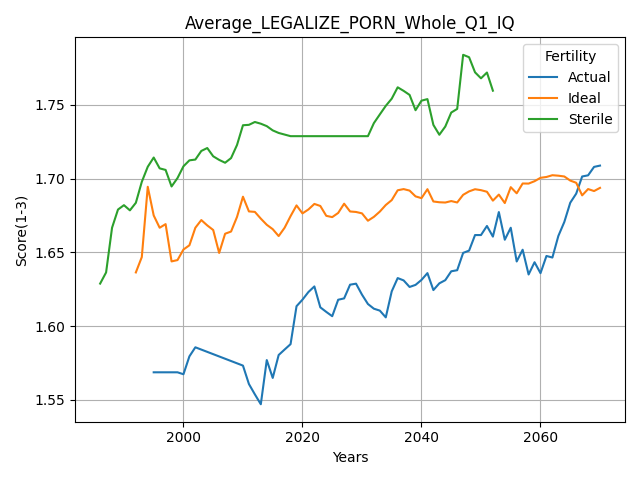 Average_LEGALIZE_PORN_Whole_Q1_IQ
Fertility
Actual
Ideal
Sterile
Score(1-3)
1.75
1.70
1.65
1.60
1.55
2000 2020 2040 2060
Years